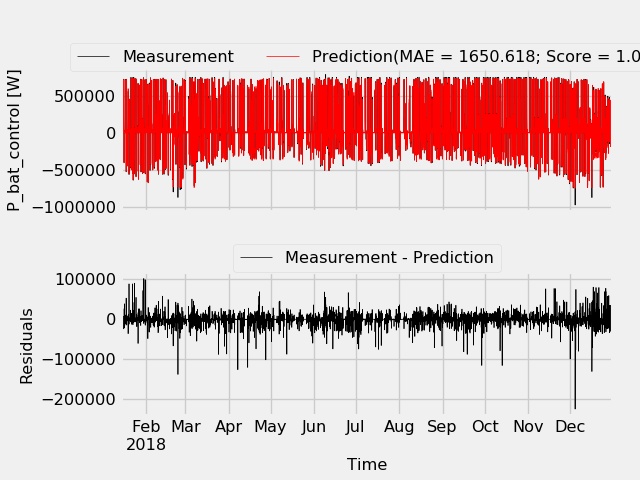 Measurement
Prediction(MAE = 1650.618; Score = 1.0
P_bat_control [W]
500000
0
−500000
−1000000
Measurement - Prediction
Residuals
100000
0
−100000
−200000
Feb Mar Apr May Jun Jul Aug Sep Oct Nov Dec
2018
Time